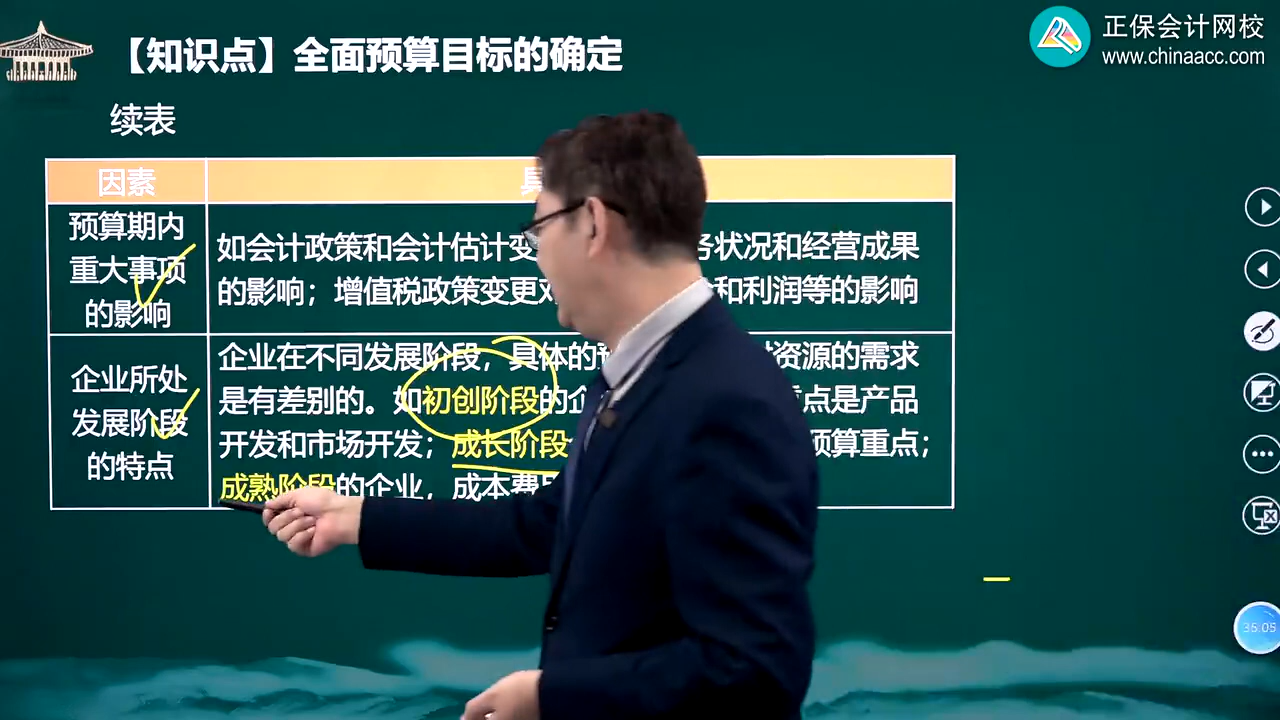 【知识点】全面预算目标的确定
正保会计网校
www.chinaacc.com
续表
因素
预算期内
重大事项
的影响
如会计政策和会计估计变 务状况和经营成果
的影响；增值税政策变更对 和利润等的影响
企业所处
发展阶段
的特点
企业在不同发展阶段，具体的 资源的需求
是有差别的。如初创阶段的企 点是产品
开发和市场开发；成长阶段 预算重点；
成熟阶段的企业，成本费
35:05